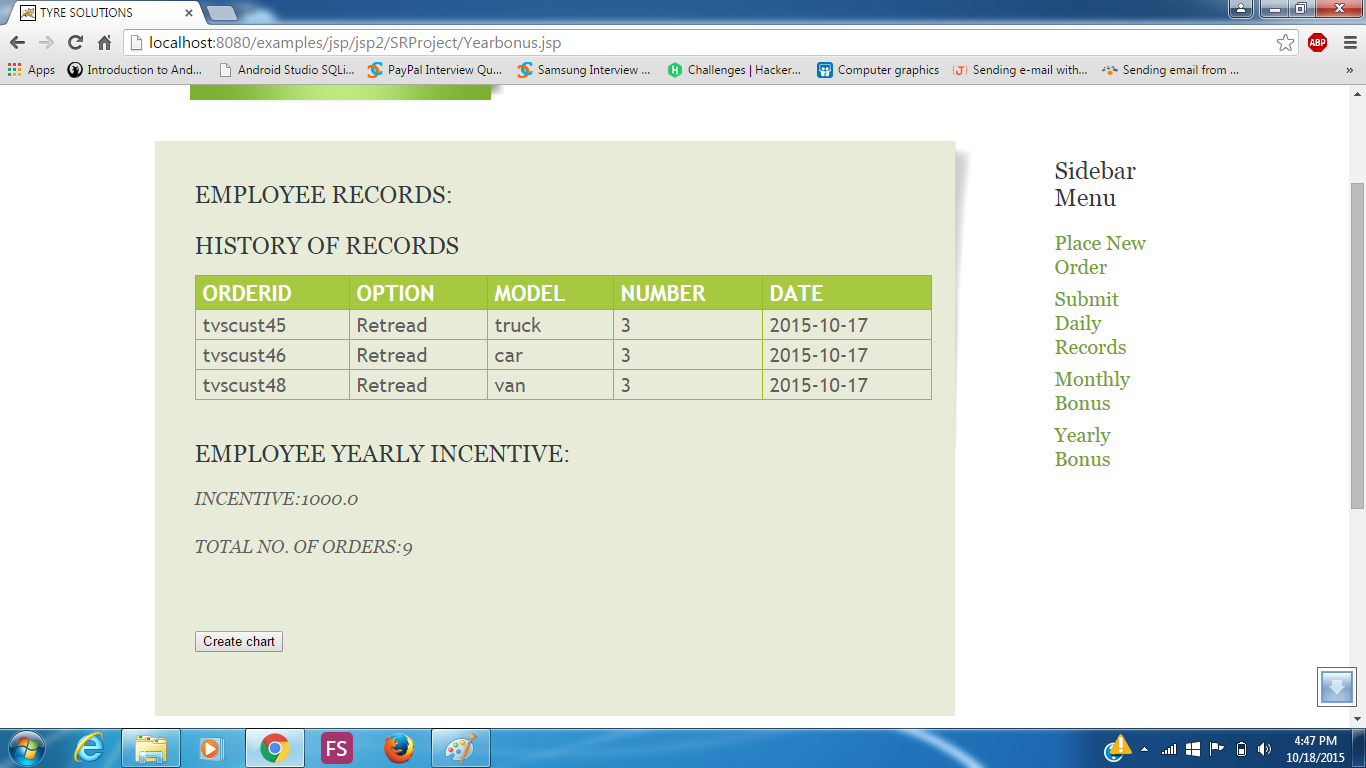 TYRE SOLUTIONS
localhost:8080/examples/jsp/jsp2/SRProject/Yearbonus.jsp
ABP
Apps Introduction to And... Android Studio SQLi... PayPal Interview Qu... Samsung Interview ... Challenges | Hacker... Computer graphics Sending e-mail with... Sending email from ... »
EMPLOYEE RECORDS:
HISTORY OF RECORDS
ORDERID OPTION MODEL NUMBER DATE
tvscust45 Retread truck 3 2015-10-17
tvscust46 Retread car 3 2015-10-17
tvscust48 Retread van 3 2015-10-17
EMPLOYEE YEARLY INCENTIVE:
INCENTIVE:1000.0
TOTAL NO. OF ORDERS:9
Create chart
Sidebar
Menu
Place New
Order
Submit
Daily
Records
Monthly
Bonus
Yearly
Bonus
FS
4:47 PM
10/18/2015